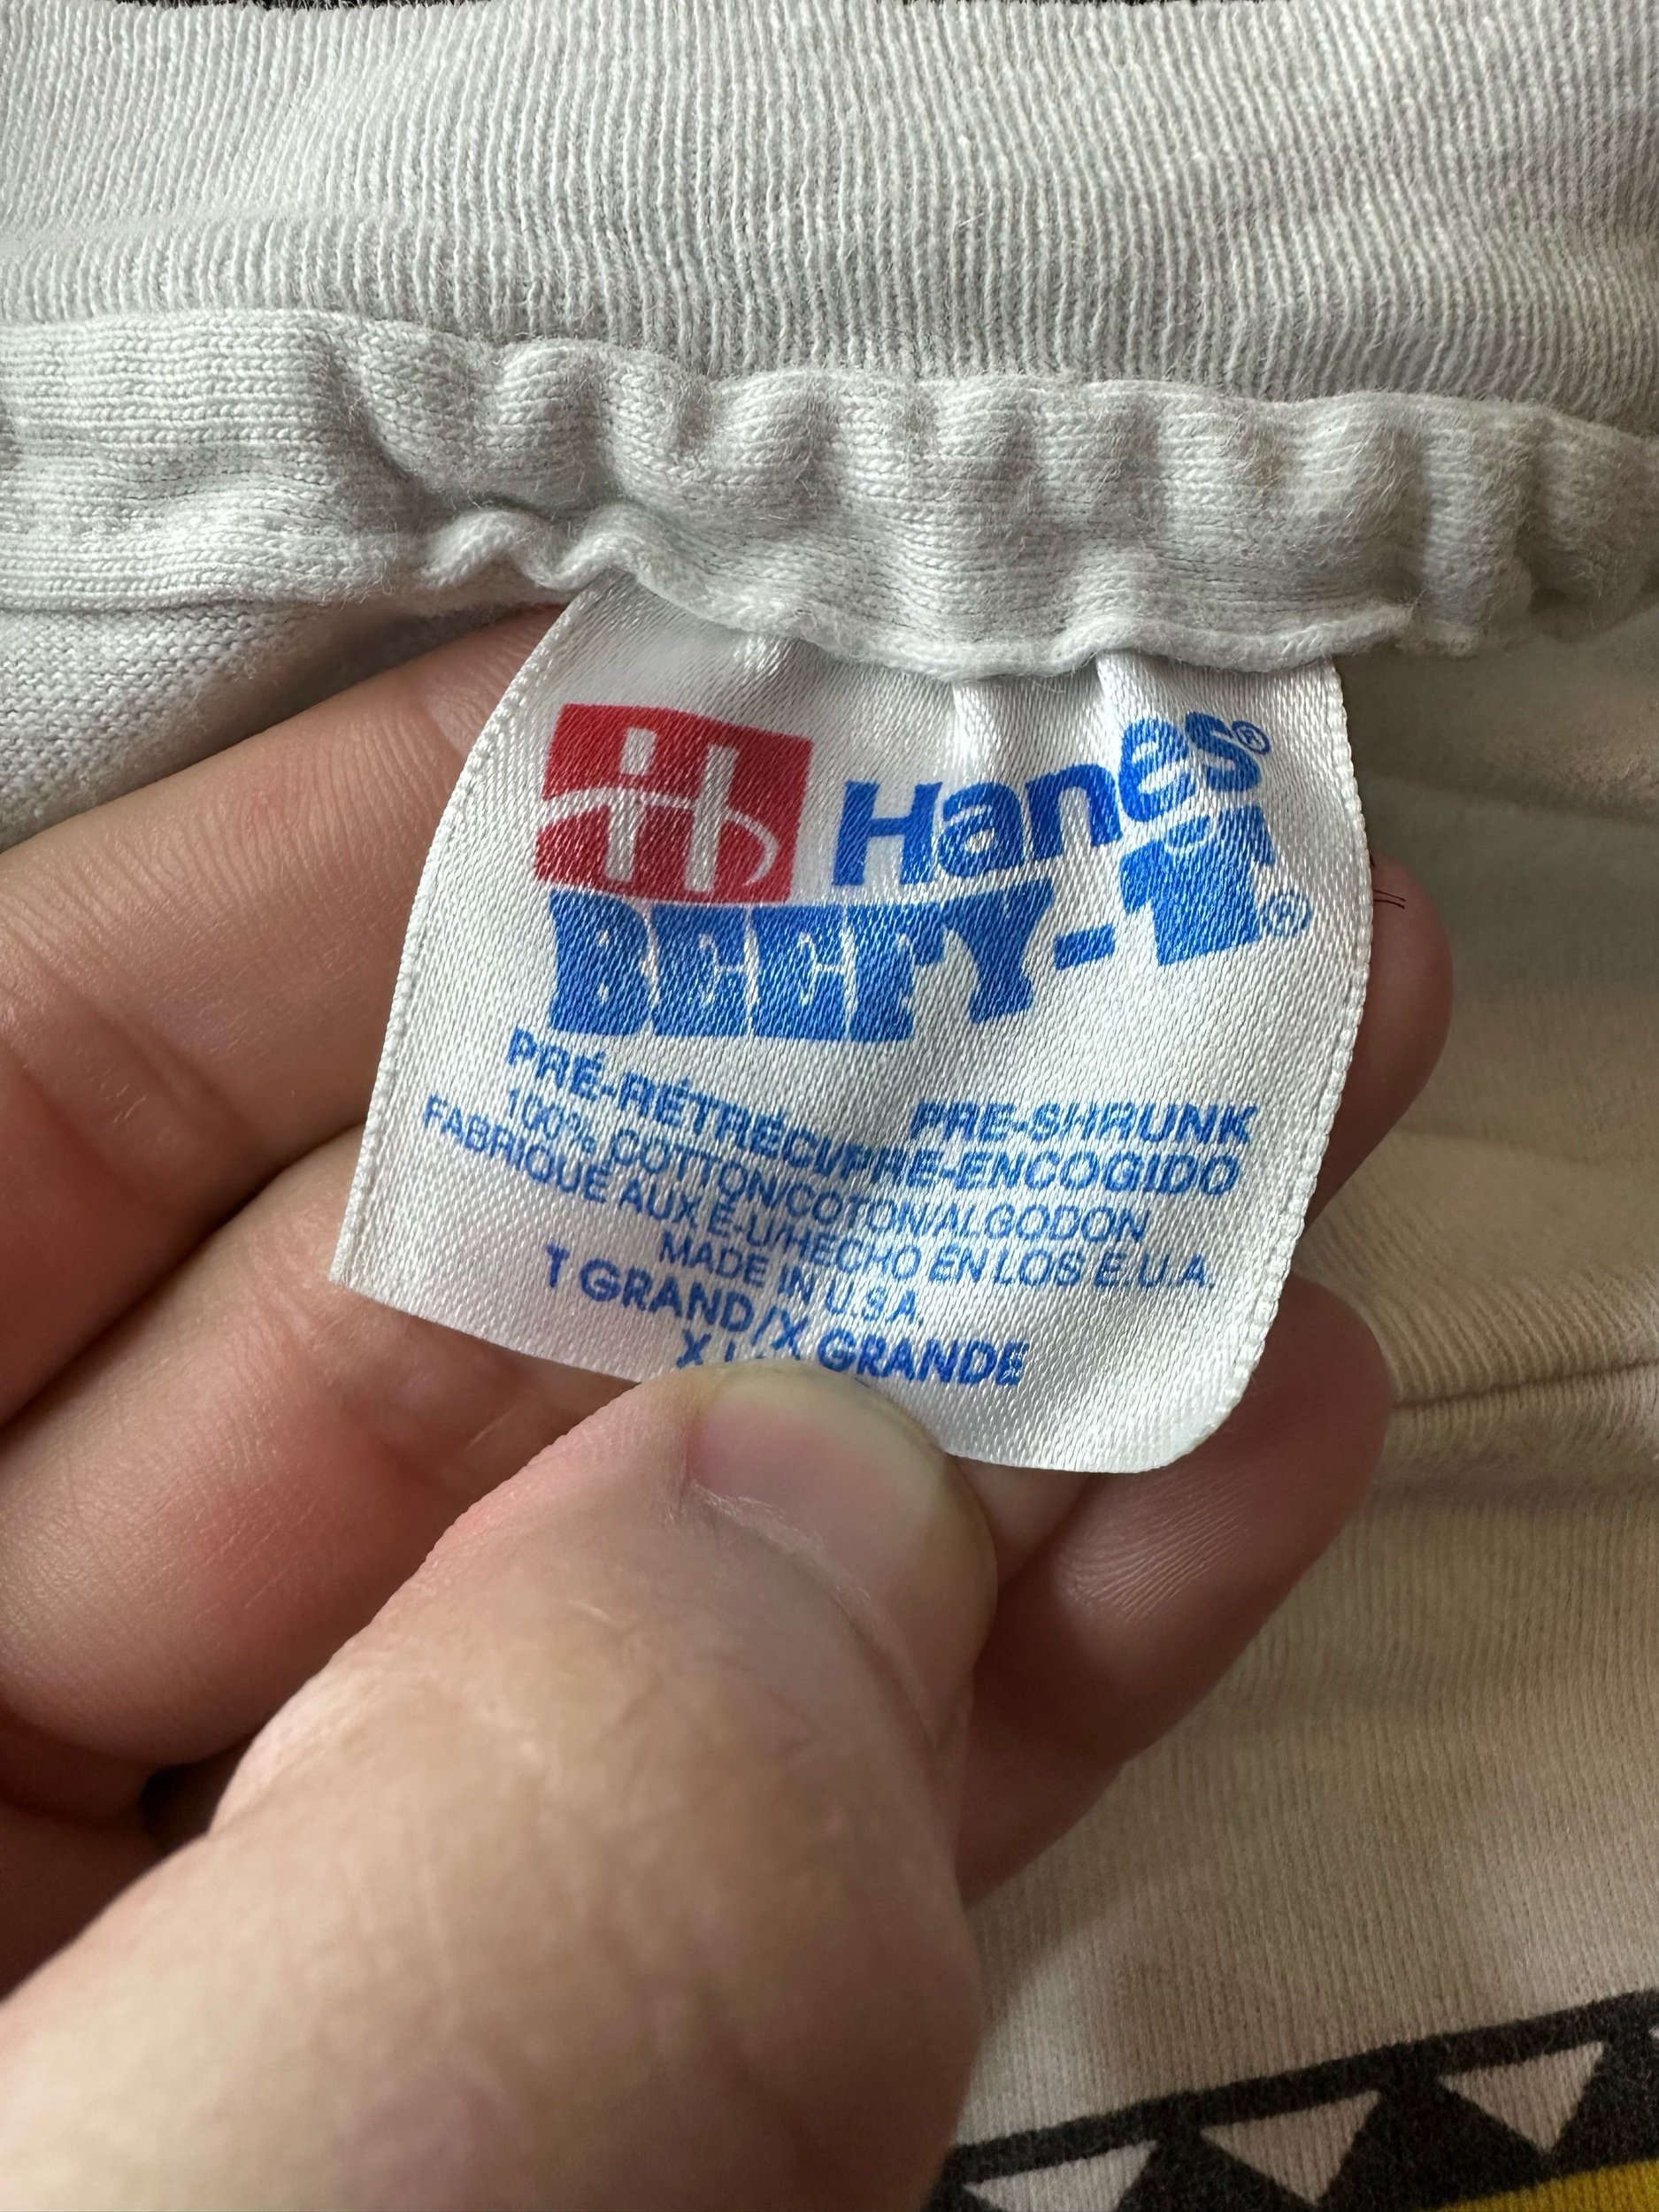 Hanes®
BEEFY-T®
PRE-SHRUNK
PRÉ-RÉTRÉCI/PRE-ENCOGIDO
100% COTTON/COTON/ALGODON
FABRIQUÉ AUX É-U/HECHO EN LOS E.U.A.
MADE IN U.S.A.
T GRAND/X GRANDE
X